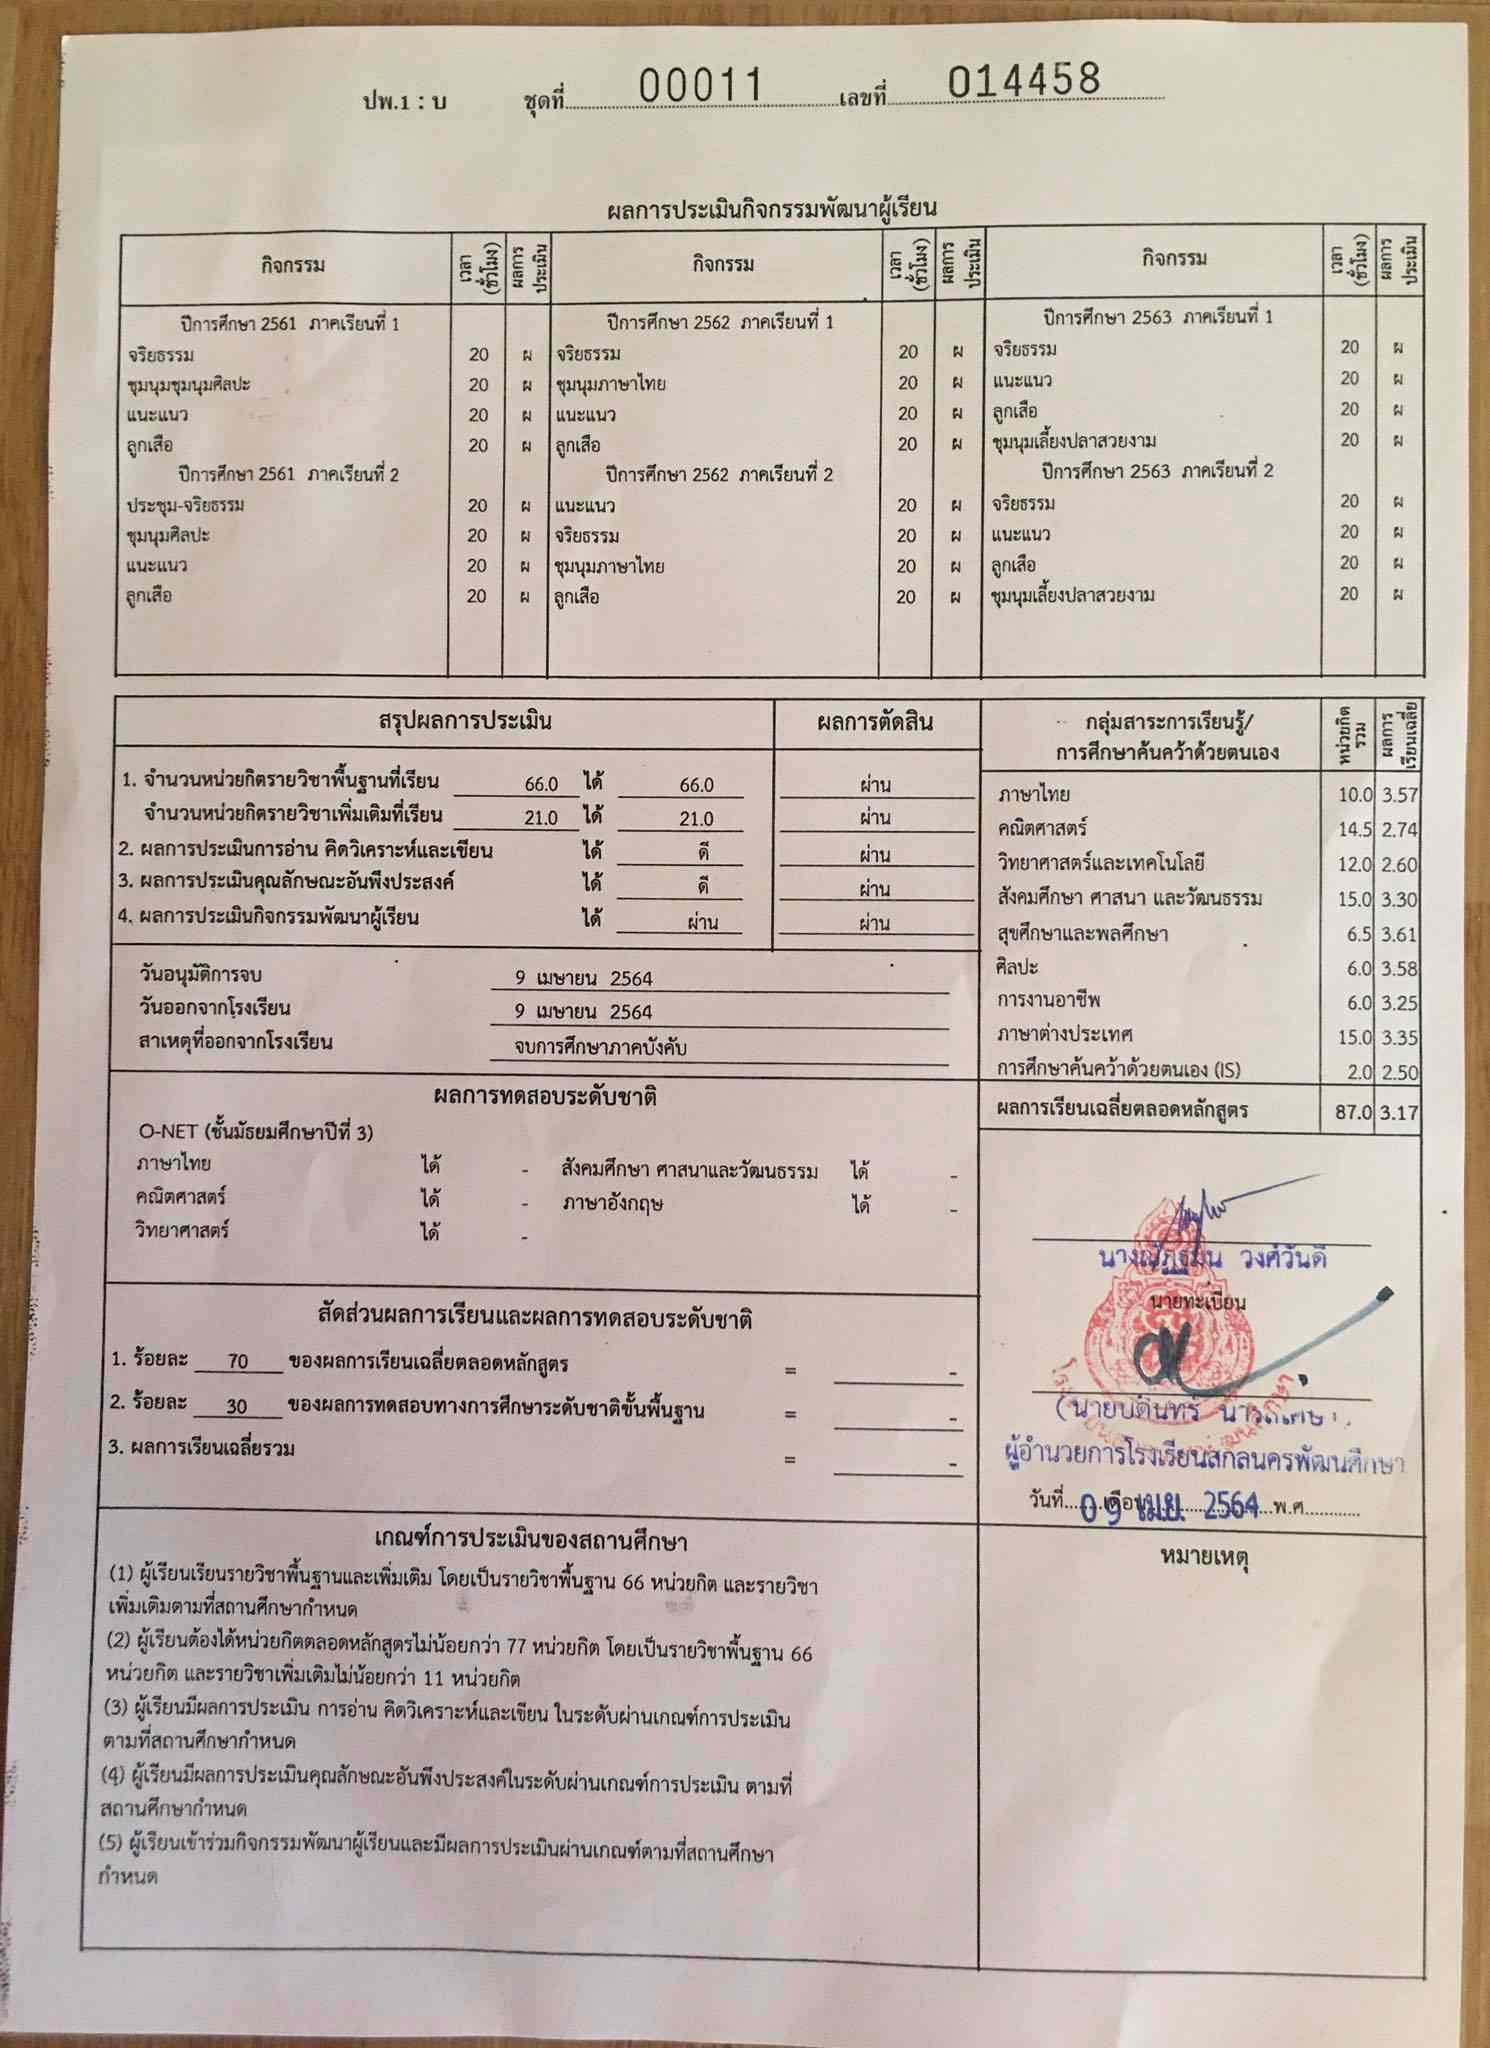 ปพ.1 : บ ชุดที่ 00011 เลขที่ 014458
ผลการประเมินกิจกรรมพัฒนาผู้เรียน
กิจกรรม เวลา (ชั่วโมง) ผลการประเมิน กิจกรรม เวลา (ชั่วโมง) ผลการประเมิน กิจกรรม เวลา (ชั่วโมง) ผลการประเมิน
ปีการศึกษา 2561 ภาคเรียนที่ 1 ปีการศึกษา 2562 ภาคเรียนที่ 1 ปีการศึกษา 2563 ภาคเรียนที่ 1
จริยธรรม 20 ผ จริยธรรม 20 ผ จริยธรรม 20 ผ
ชุมนุมชุมนุมศิลปะ 20 ผ ชุมนุมภาษาไทย 20 ผ แนะแนว 20 ผ
แนะแนว 20 ผ แนะแนว 20 ผ ลูกเสือ 20 ผ
ลูกเสือ 20 ผ ลูกเสือ 20 ผ ชุมนุมเลี้ยงปลาสวยงาม 20 ผ
ปีการศึกษา 2561 ภาคเรียนที่ 2 ปีการศึกษา 2562 ภาคเรียนที่ 2 ปีการศึกษา 2563 ภาคเรียนที่ 2
ประชุม-จริยธรรม 20 ผ แนะแนว 20 ผ จริยธรรม 20 ผ
ชุมนุมศิลปะ 20 ผ จริยธรรม 20 ผ แนะแนว 20 ผ
แนะแนว 20 ผ ชุมนุมภาษาไทย 20 ผ ลูกเสือ 20 ผ
ลูกเสือ 20 ผ ลูกเสือ 20 ผ ชุมนุมเลี้ยงปลาสวยงาม 20 ผ
สรุปผลการประเมิน ผลการตัดสิน
1. จำนวนหน่วยกิตรายวิชาพื้นฐานที่เรียน 66.0 ได้ 66.0 ผ่าน
จำนวนหน่วยกิตรายวิชาเพิ่มเติมที่เรียน 21.0 ได้ 21.0 ผ่าน
2. ผลการประเมินการอ่าน คิดวิเคราะห์และเขียน ได้ ดี ผ่าน
3. ผลการประเมินคุณลักษณะอันพึงประสงค์ ได้ ดี ผ่าน
4. ผลการประเมินกิจกรรมพัฒนาผู้เรียน ได้ ผ่าน ผ่าน
วันอนุมัติการจบ 9 เมษายน 2564
วันออกจากโรงเรียน 9 เมษายน 2564
สาเหตุที่ออกจากโรงเรียน จบการศึกษาภาคบังคับ
ผลการทดสอบระดับชาติ
O-NET (ชั้นมัธยมศึกษาปีที่ 3)
ภาษาไทย ได้ - สังคมศึกษา ศาสนาและวัฒนธรรม ได้ -
คณิตศาสตร์ ได้ - ภาษาอังกฤษ ได้ -
วิทยาศาสตร์ ได้ -
สัดส่วนผลการเรียนและผลการทดสอบระดับชาติ
1. ร้อยละ 70 ของผลการเรียนเฉลี่ยตลอดหลักสูตร = -
2. ร้อยละ 30 ของผลการทดสอบทางการศึกษาระดับชาติขั้นพื้นฐาน = -
3. ผลการเรียนเฉลี่ยรวม = -
กลุ่มสาระการเรียนรู้/ หน่วยกิตรวม ผลการเรียนเฉลี่ย
การศึกษาค้นคว้าด้วยตนเอง
ภาษาไทย 10.0 3.57
คณิตศาสตร์ 14.5 2.74
วิทยาศาสตร์และเทคโนโลยี 12.0 2.60
สังคมศึกษา ศาสนา และวัฒนธรรม 15.0 3.30
สุขศึกษาและพลศึกษา 6.5 3.61
ศิลปะ 6.0 3.58
การงานอาชีพ 6.0 3.25
ภาษาต่างประเทศ 15.0 3.35
การศึกษาค้นคว้าด้วยตนเอง (IS) 2.0 2.50
ผลการเรียนเฉลี่ยตลอดหลักสูตร 87.0 3.17
วงศ์วันดี
นายทะเบียน
ผู้อำนวยการโรงเรียนสกลนครพัฒนศึกษา
วันที่ 09 เดือน เม.ย. 2564 พ.ศ.
เกณฑ์การประเมินของสถานศึกษา
(1) ผู้เรียนเรียนรายวิชาพื้นฐานและเพิ่มเติม โดยเป็นรายวิชาพื้นฐาน 66 หน่วยกิต และรายวิชา
เพิ่มเติมตามที่สถานศึกษากำหนด
(2) ผู้เรียนต้องได้หน่วยกิตตลอดหลักสูตรไม่น้อยกว่า 77 หน่วยกิต โดยเป็นรายวิชาพื้นฐาน 66
หน่วยกิต และรายวิชาเพิ่มเติมไม่น้อยกว่า 11 หน่วยกิต
(3) ผู้เรียนมีผลการประเมิน การอ่าน คิดวิเคราะห์และเขียน ในระดับผ่านเกณฑ์การประเมิน
ตามที่สถานศึกษากำหนด
(4) ผู้เรียนมีผลการประเมินคุณลักษณะอันพึงประสงค์ในระดับผ่านเกณฑ์การประเมิน ตามที่
สถานศึกษากำหนด
(5) ผู้เรียนเข้าร่วมกิจกรรมพัฒนาผู้เรียนและมีผลการประเมินผ่านเกณฑ์ตามที่สถานศึกษา
กำหนด
หมายเหตุ